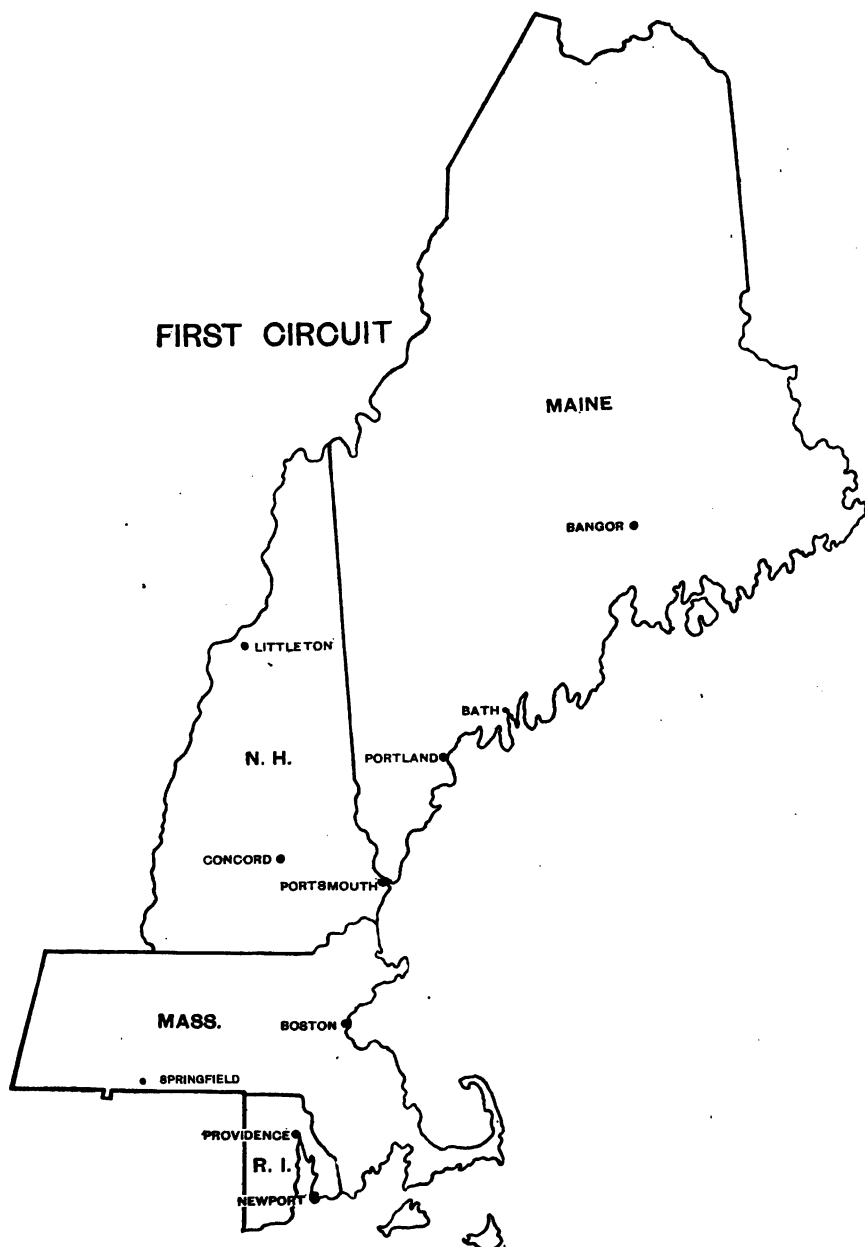 FIRST CIRCUIT
MAINE
BANGOR
LITTLETON
BATH
N. H.
PORTLAND
CONCORD
PORTSMOUTH
MASS.
BOSTON
SPRINGFIELD
PROVIDENCE
R. I.
NEWPORT